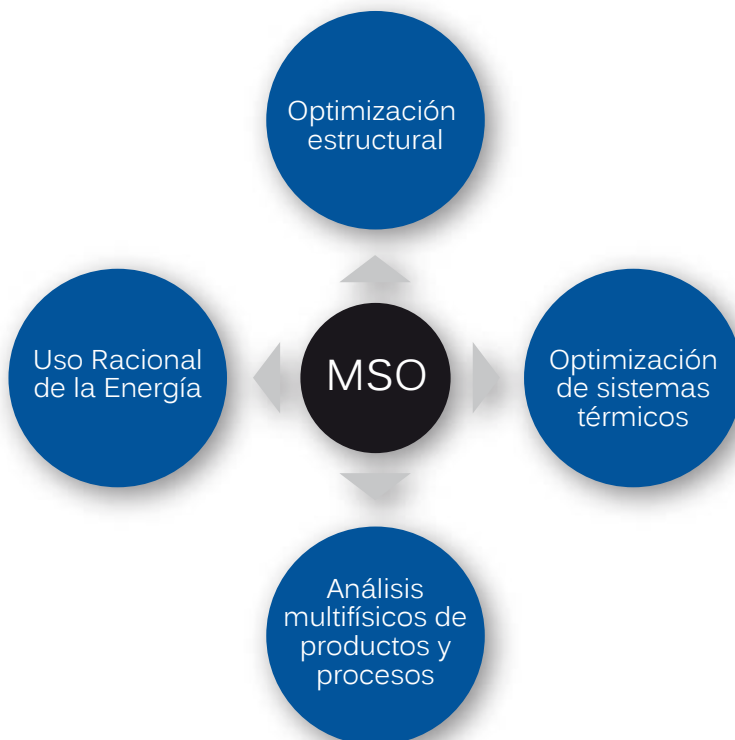 Optimización
estructural
Uso Racional
de la Energía
MSO
Optimización
de sistemas
térmicos
Análisis
multifísicos de
productos y
procesos